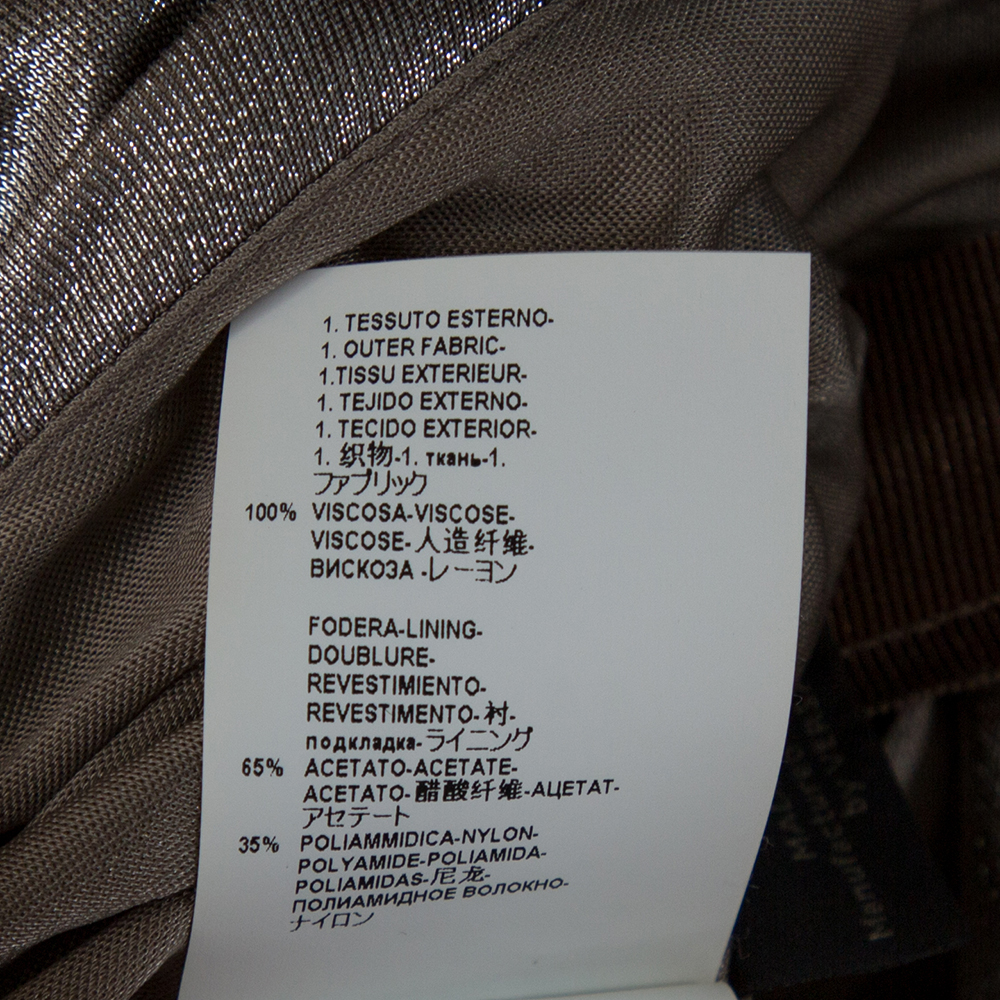 1. TESSUTO ESTERNO-
1. OUTER FABRIC-
1.TISSU EXTERIEUR-
1. TEJIDO EXTERNO-
1. TECIDO EXTERIOR-
1. 织物-1. ткань-1.
ファブリック
100% VISCOSA-VISCOSE-
VISCOSE-人造纤维-
ВИСКОЗА -レーヨン
FODERA-LINING-
DOUBLURE-
REVESTIMIENTO-
REVESTIMENTO-衬-
подкладка-ライニング
65% ACETATO-ACETATE-
ACETATO-醋酸纤维-АЦЕТАТ-
アセテート
35% POLIAMMIDICA-NYLON-
POLYAMIDE-POLIAMIDA-
POLIAMIDAS-尼龙-
ПОЛИАМИДНОЕ ВОЛОКНО-
ナイロン
by